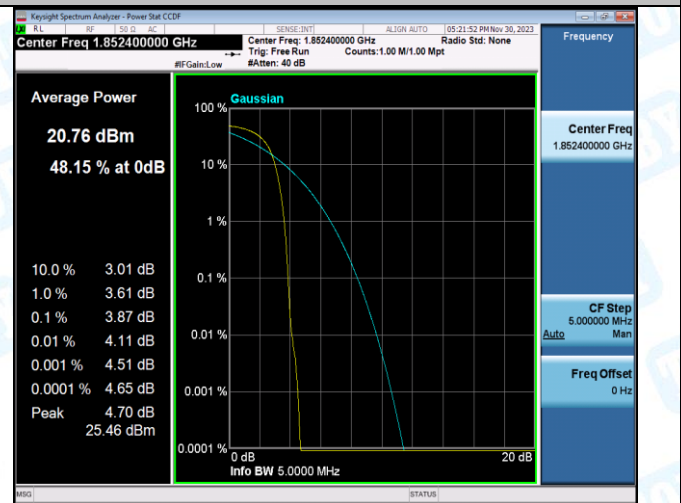 Keysight Spectrum Analyzer - Power Stat CCDF
RL RF 50 Ω AC SENSE:INT ALIGN AUTO 05:21:52 PM Nov 30, 2023
Center Freq 1.852400000 GHz
Center Freq: 1.852400000 GHz Radio Std: None
Trig: Free Run Counts:1.00 M/1.00 Mpt
#IFGain:Low #Atten: 40 dB
Frequency
Average Power
20.76 dBm
48.15 % at 0dB
10.0 % 3.01 dB
1.0 % 3.61 dB
0.1 % 3.87 dB
0.01 % 4.11 dB
0.001 % 4.51 dB
0.0001 % 4.65 dB
Peak 4.70 dB
25.46 dBm
Gaussian
100 %
10 %
1 %
0.1 %
0.01 %
0.001 %
0.0001 %
0 dB 20 dB
Info BW 5.0000 MHz
Center Freq
1.852400000 GHz
CF Step
5.000000 MHz
Auto Man
Freq Offset
0 Hz
MSG STATUS